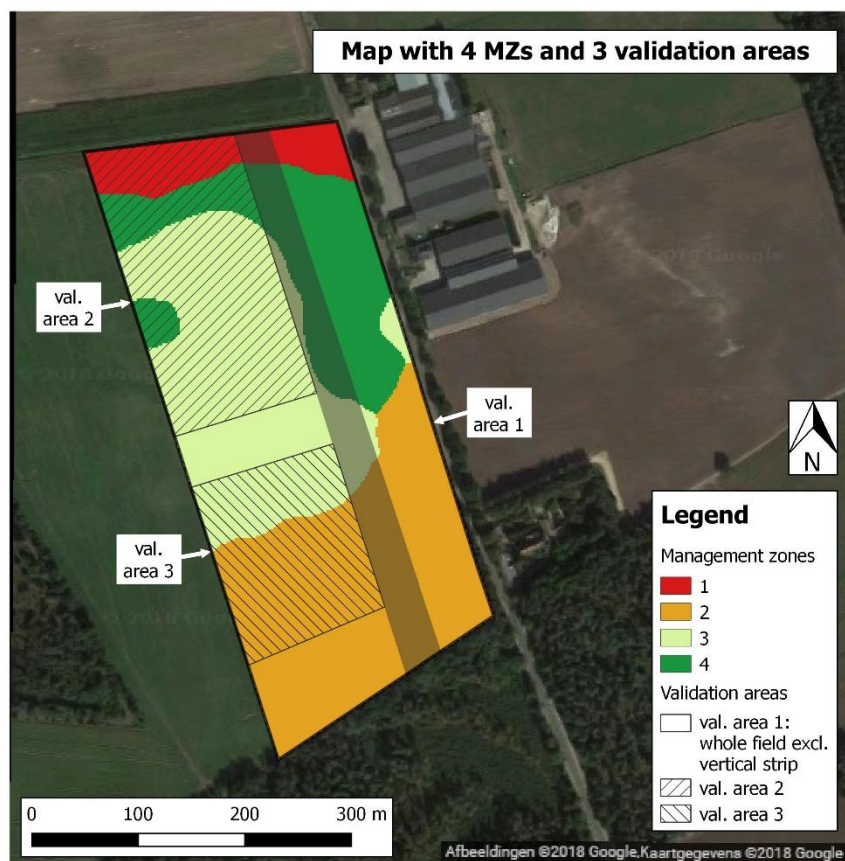 Map with 4 MZs and 3 validation areas
val.
area 2
val.
area 1
val.
area 3
N
Legend
Management zones
1
2
3
4
Validation areas
val. area 1:
whole field excl.
vertical strip
val. area 2
val. area 3
0 100 200 300 m
Afbeeldingen ©2018 Google,Kaartgegevens ©2018 Google